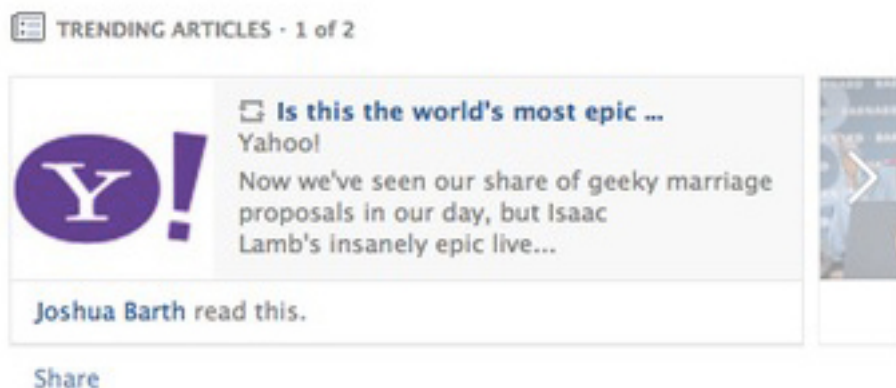 TRENDING ARTICLES · 1 of 2
Is this the world's most epic ...
Yahoo!
Now we've seen our share of geeky marriage
proposals in our day, but Isaac
Lamb's insanely epic live...
Y!
Joshua Barth read this.
Share